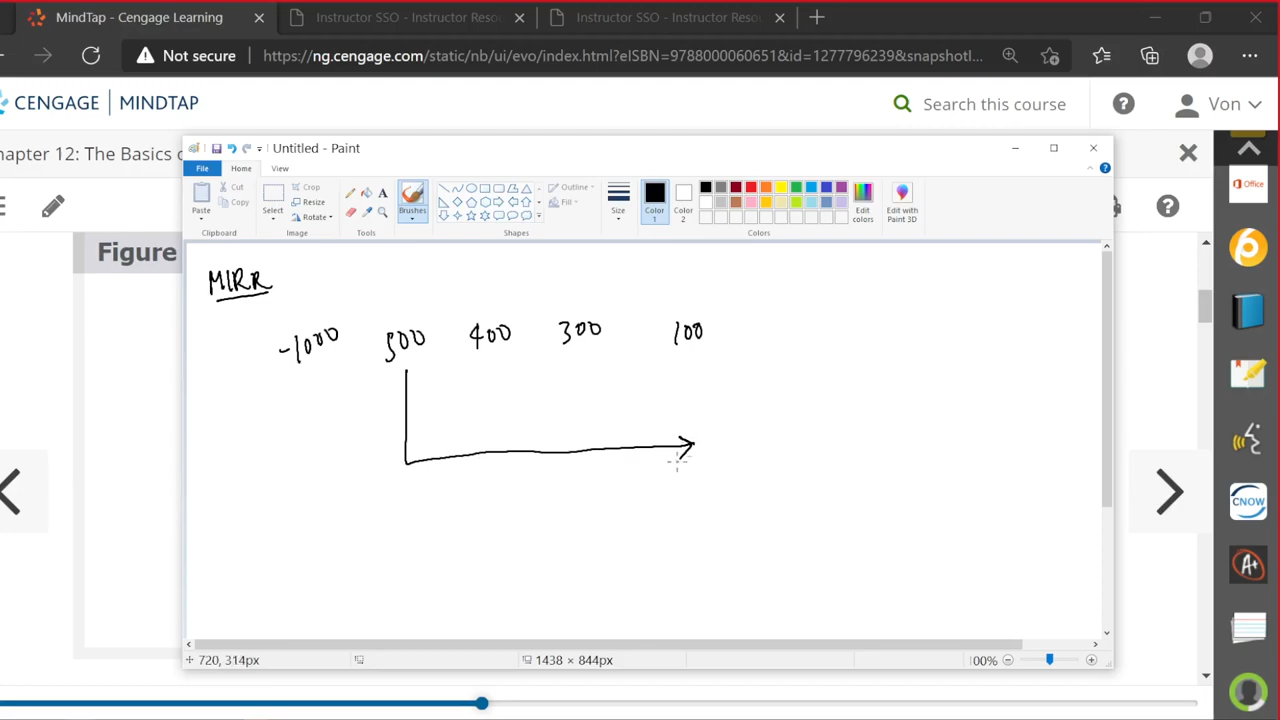 MindTap - Cengage Learning
Instructor SSO - Instructor Resou
Instructor SSO - Instructor Resou
Not secure
https://ng.cengage.com/static/nb/ui/evo/index.html?eISBN=9788000060651&id=1277796239&snapshotI...
CENGAGE | MINDTAP
Search this course
Von
hapter 12: The Basics o
Untitled - Paint
File Home View
Paste
Cut
Copy
Clipboard
Select
Crop
Resize
Rotate
Image
Tools
Brushes
Shapes
Outline
Fill
Size
Color 1
Color 2
Edit colors
Edit with Paint 3D
Colors
Office
Figure
MIRR
-1000 500 400 300 100
CNOW
A+
720, 314px
1438 × 844px
100%